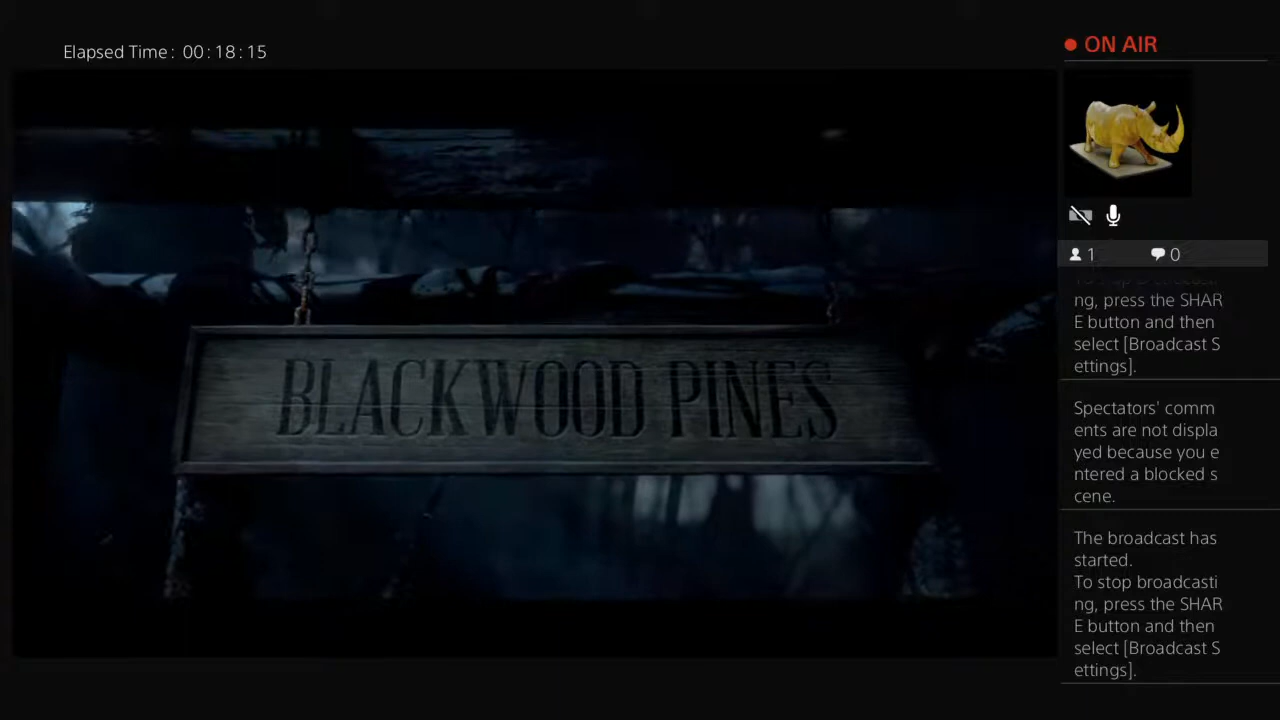 Elapsed Time: 00:18:15
ON AIR
1 0
BLACKWOOD PINES
ng, press the SHAR
E button and then
select [Broadcast S
ettings].
Spectators' comm
ents are not displa
yed because you e
ntered a blocked s
cene.
The broadcast has
started.
To stop broadcasti
ng, press the SHAR
E button and then
select [Broadcast S
ettings].